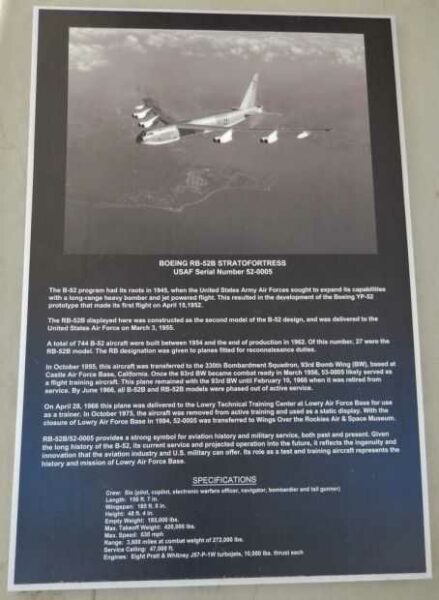 BOEING RB-52B STRATOFORTRESS
USAF Serial Number 52-0005
The B-52 program had its roots in 1945, when the United States Army Air Forces sought to expand its capabilities
with a long-range heavy bomber and jet powered flight. This resulted in the development of the Boeing YP-52
prototype that made its first flight on April 15,1952.
The RB-52B displayed here was constructed as the second model of the B-52 design, and was delivered to the
United States Air Force on March 3, 1955.
A total of 744 B-52 aircraft were built between 1954 and the end of production in 1962. Of this number, 27 were the
RB-52B model. The RB designation was given to planes fitted for reconnaissance duties.
In October 1955, this aircraft was transferred to the 330th Bombardment Squadron, 93rd Bomb Wing (BW), based at
Castle Air Force Base, California. Once the 93rd BW became combat ready in March 1956, 53-0005 likely served as
a flight training aircraft. This plane remained with the 93rd BW until February 10, 1966 when it was retired from
service. By June 1966, all B-52B and RB-52B models were phased out of active service.
On April 28, 1966 this plane was delivered to the Lowry Technical Training Center at Lowry Air Force Base for use
as a trainer. In October 1975, the aircraft was removed from active training and used as a static display. With the
closure of Lowry Air Force Base in 1994, 52-0005 was transferred to Wings Over the Rockies Air & Space Museum.
RB-52B/52-0005 provides a strong symbol for aviation history and military service, both past and present. Given
the long history of the B-52, its current service and projected operation into the future, it reflects the ingenuity and
innovation that the aviation industry and U.S. military can offer. Its role as a test and training aircraft represents the
history and mission of Lowry Air Force Base.
SPECIFICATIONS
Crew: Six (pilot, copilot, electronic warfare officer, navigator, bombardier and tail gunner)
Length: 156 ft. 7 in.
Wingspan: 185 ft. 0 in.
Height: 48 ft. 4 in.
Empty Weight: lbs.
Max. Takeoff Weight: 420,000 lbs.
Max. Speed: 630 mph
Range: 3,600 miles at combat weight of 272,000 lbs.
Service Ceiling: 47,000 ft.
Engines: Eight Pratt & Whitney J57-P-1W turbojets, 10,000 lbs. thrust each